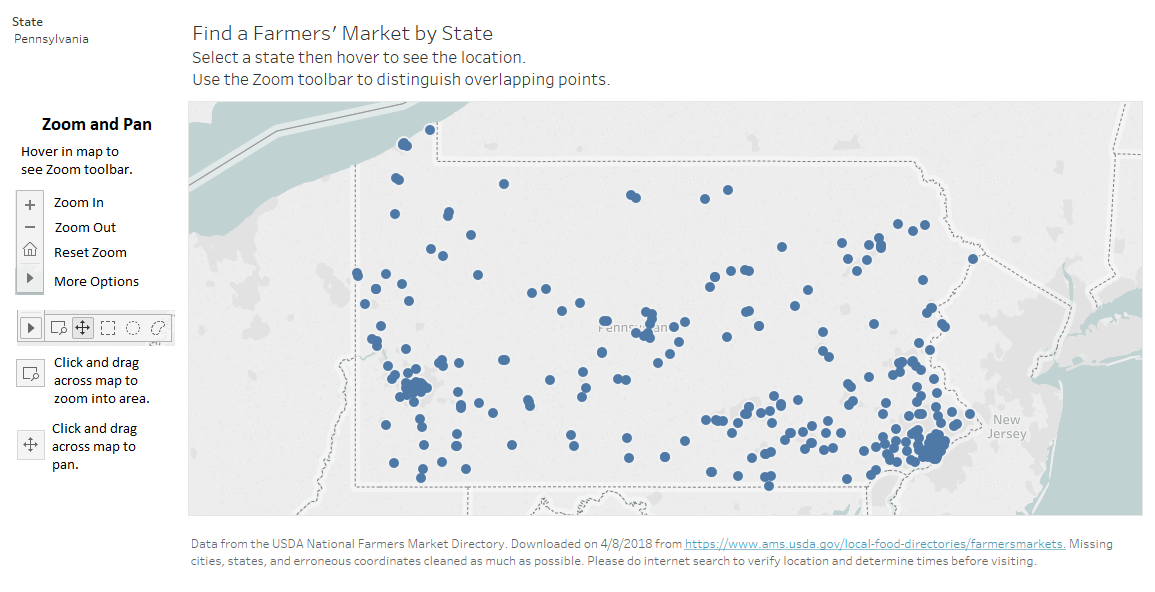 State
Pennsylvania
Find a Farmers' Market by State
Select a state then hover to see the location.
Use the Zoom toolbar to distinguish overlapping points.
Zoom and Pan
Hover in map to
see Zoom toolbar.
Zoom In
Zoom Out
Reset Zoom
More Options
Click and drag
across map to
zoom into area.
Click and drag
across map to
pan.
New
Jersey
Data from the USDA National Farmers Market Directory. Downloaded on 4/8/2018 from https://www.ams.usda.gov/local-food-directories/farmersmarkets. Missing
cities, states, and erroneous coordinates cleaned as much as possible. Please do internet search to verify location and determine times before visiting.